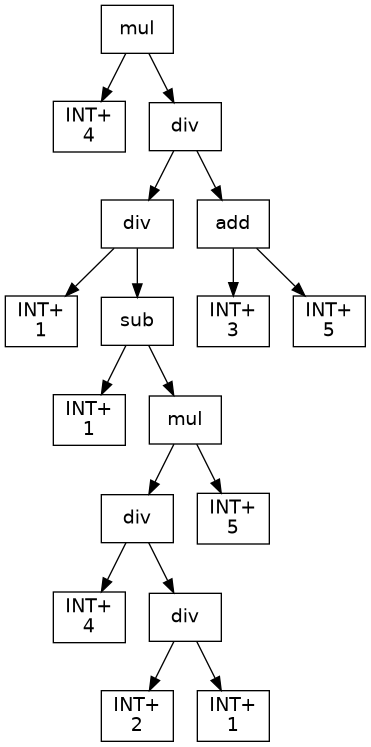 mul
INT+
4
div
div
add
INT+
1
sub
INT+
3
INT+
5
INT+
1
mul
div
INT+
5
INT+
4
div
INT+
2
INT+
1